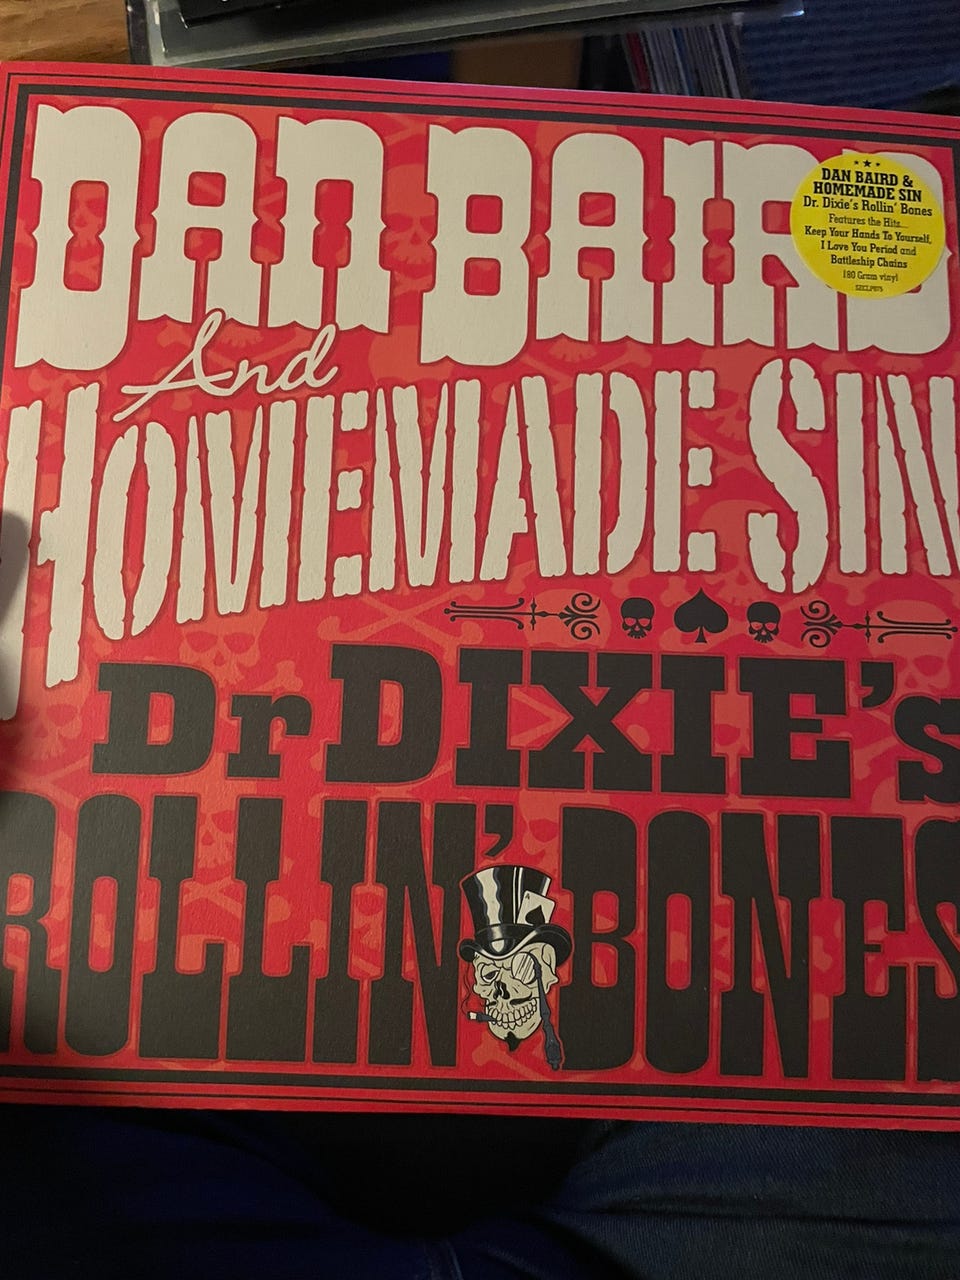 DAN BAIRD
And
HOMEMADE SIN
Dr DIXIE's
ROLLIN' BONES
A
DAN BAIRD &
HOMEMADE SIN
Dr. Dixie's Rollin' Bones
Features the Hits...
Keep Your Hands To Yourself,
I Love You Period and
Battleship Chains
180 Gram vinyl